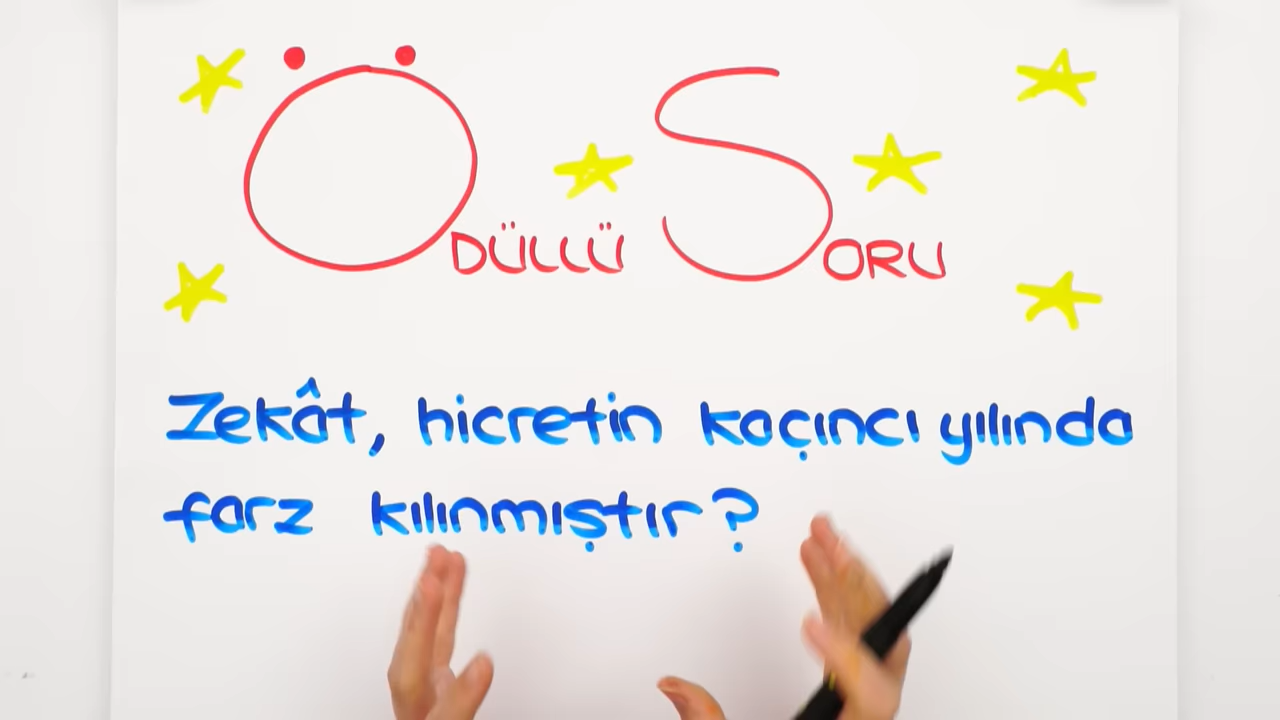 ÖDÜLLÜ SORU
Zekât, hicretin kaçıncı yılında
farz kılınmıştır?